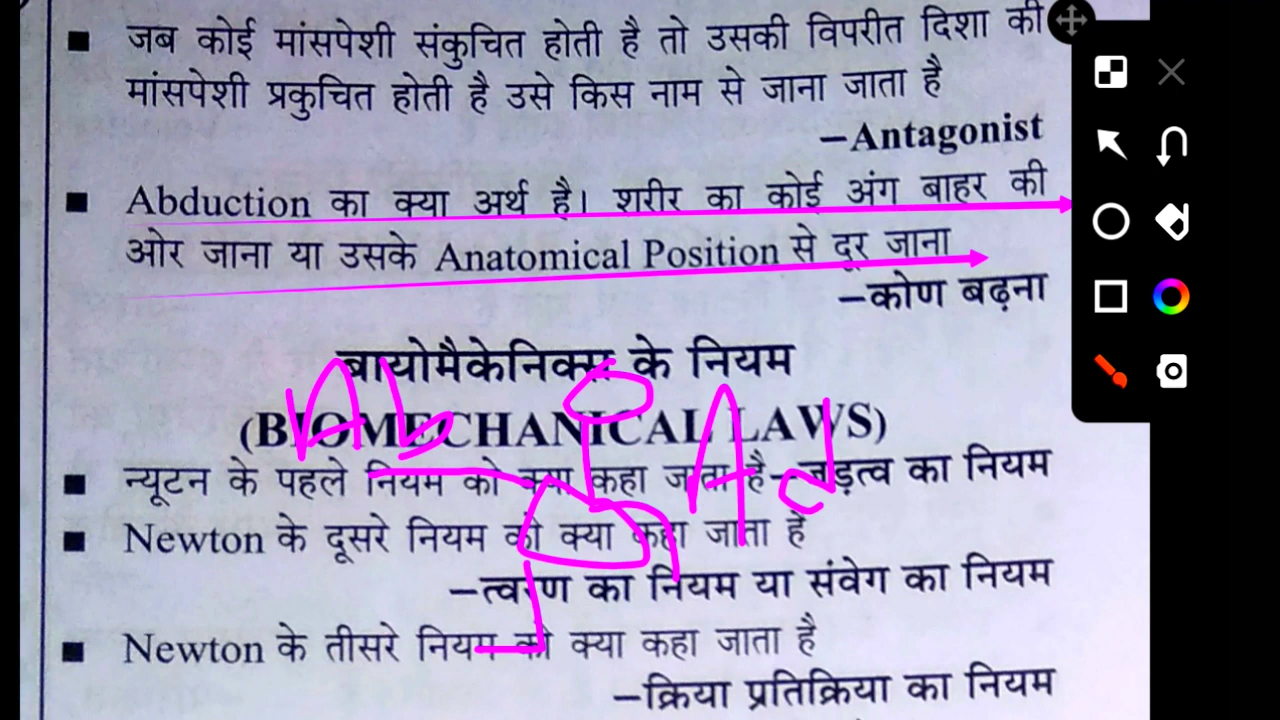 ■ जब कोई मांसपेशी संकुचित होती है तो उसकी विपरीत दिशा की
मांसपेशी प्रकुचित होती है उसे किस नाम से जाना जाता है
–Antagonist
■ Abduction का क्या अर्थ है। शरीर का कोई अंग बाहर की
ओर जाना या उसके Anatomical Position से दूर जाना
–कोण बढ़ना
बायोमैकेनिक्स के नियम
(BIOMECHANICAL LAWS)
Ab Ad
■ न्यूटन के पहले नियम को क्या कहा जाता है–जड़त्व का नियम
■ Newton के दूसरे नियम को क्या कहा जाता है
–त्वरण का नियम या संवेग का नियम
■ Newton के तीसरे नियम को क्या कहा जाता है
–क्रिया प्रतिक्रिया का नियम